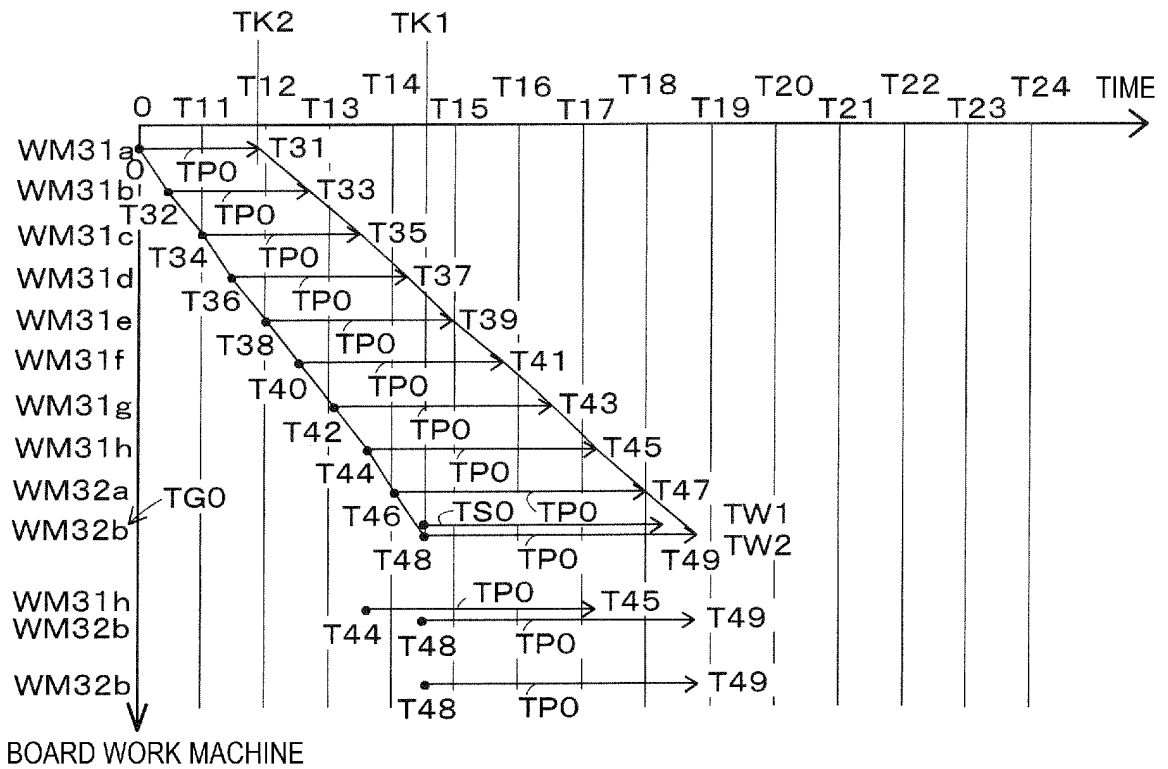 TK2 TK1
T12 T14 T16 T18 T20 T22 T24 TIME
0 T11 T13 T15 T17 T19 T21 T23
WM31a 0 TP0 T31
WM31b T32 TP0 T33
WM31c T34 TP0 T35
WM31d T36 TP0 T37
WM31e T38 TP0 T39
WM31f T40 TP0 T41
WM31g T42 TP0 T43
WM31h T44 TP0 T45
WM32a T46 TP0 T47
TG0 TS0 TW1
WM32b T48 TP0 T49 TW2
WM31h T44 TP0 T45
WM32b T48 TP0 T49
WM32b T48 TP0 T49
BOARD WORK MACHINE